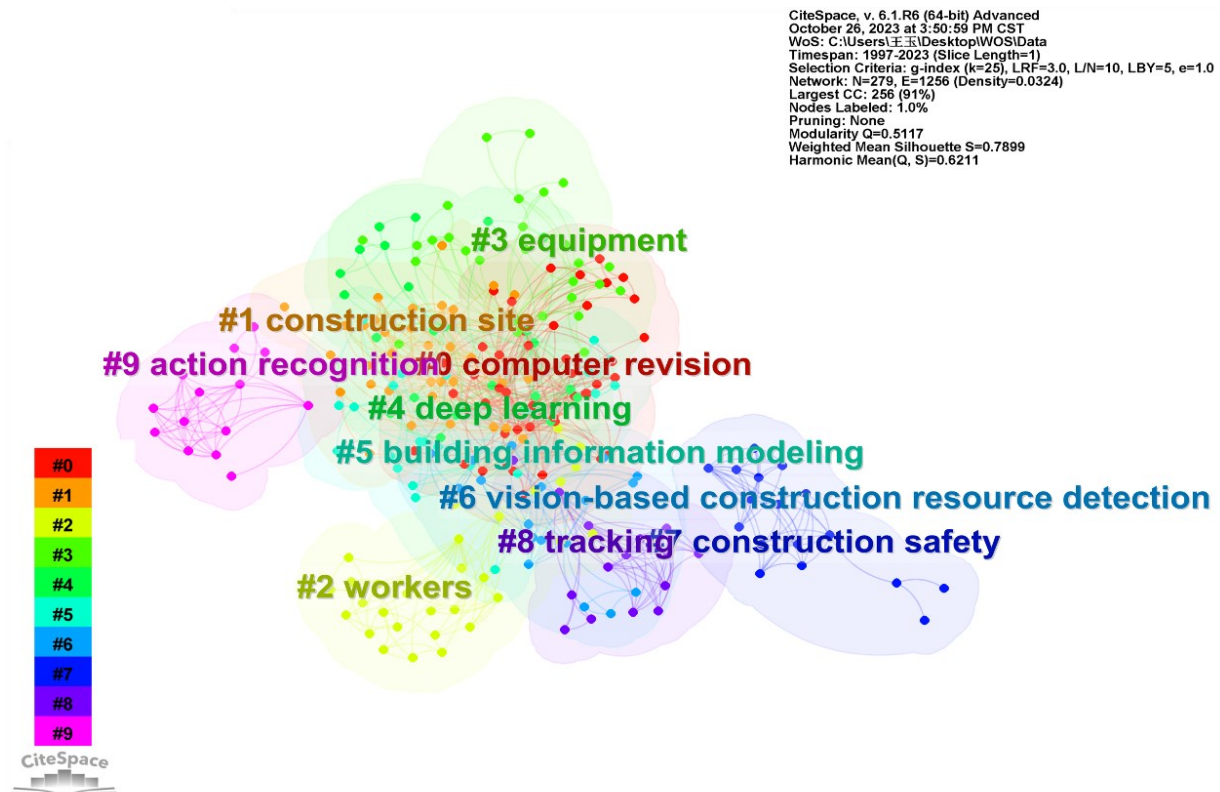 CiteSpace, v. 6.1.R6 (64-bit) Advanced
October 26, 2023 at 3:50:59 PM CST
WoS: C:\Users\王玉\Desktop\WOS\Data
Timespan: 1997-2023 (Slice Length=1)
Selection Criteria: g-index (k=25), LRF=3.0, L/N=10, LBY=5, e=1.0
Network: N=279, E=1256 (Density=0.0324)
Largest CC: 256 (91%)
Nodes Labeled: 1.0%
Pruning: None
Modularity Q=0.5117
Weighted Mean Silhouette S=0.7899
Harmonic Mean(Q, S)=0.6211
#3 equipment
#1 construction site
#9 action recognition
#0 computer revision
#4 deep learning
#5 building information modeling
#6 vision-based construction resource detection
#8 tracking
#7 construction safety
#2 workers
#0
#1
#2
#3
#4
#5
#6
#7
#8
#9
CiteSpace